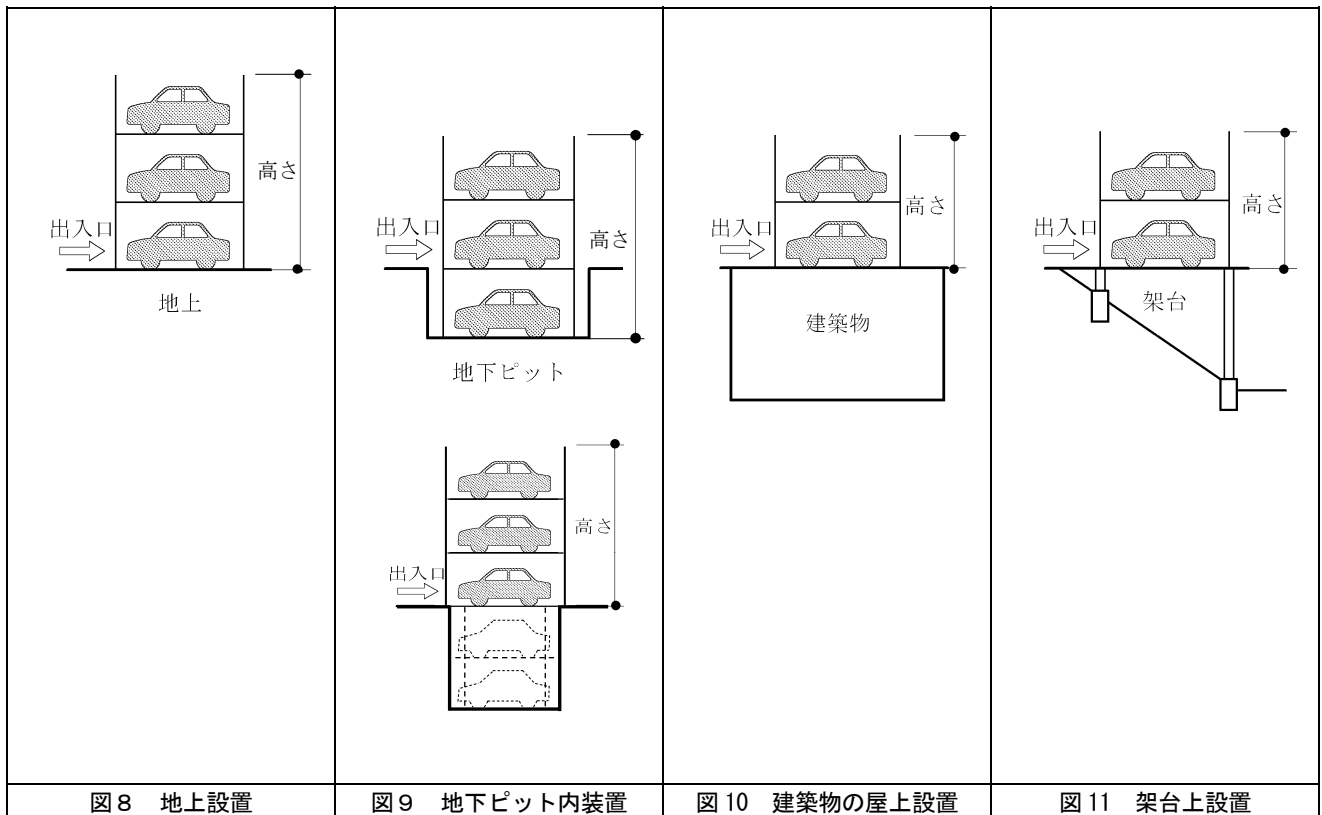 高さ
出入口
地上
図8 地上設置
出入口
高さ
地下ピット
高さ
出入口
図9 地下ピット内装置
出入口
高さ
建築物
図10 建築物の屋上設置
出入口
高さ
架台
図11 架台上設置